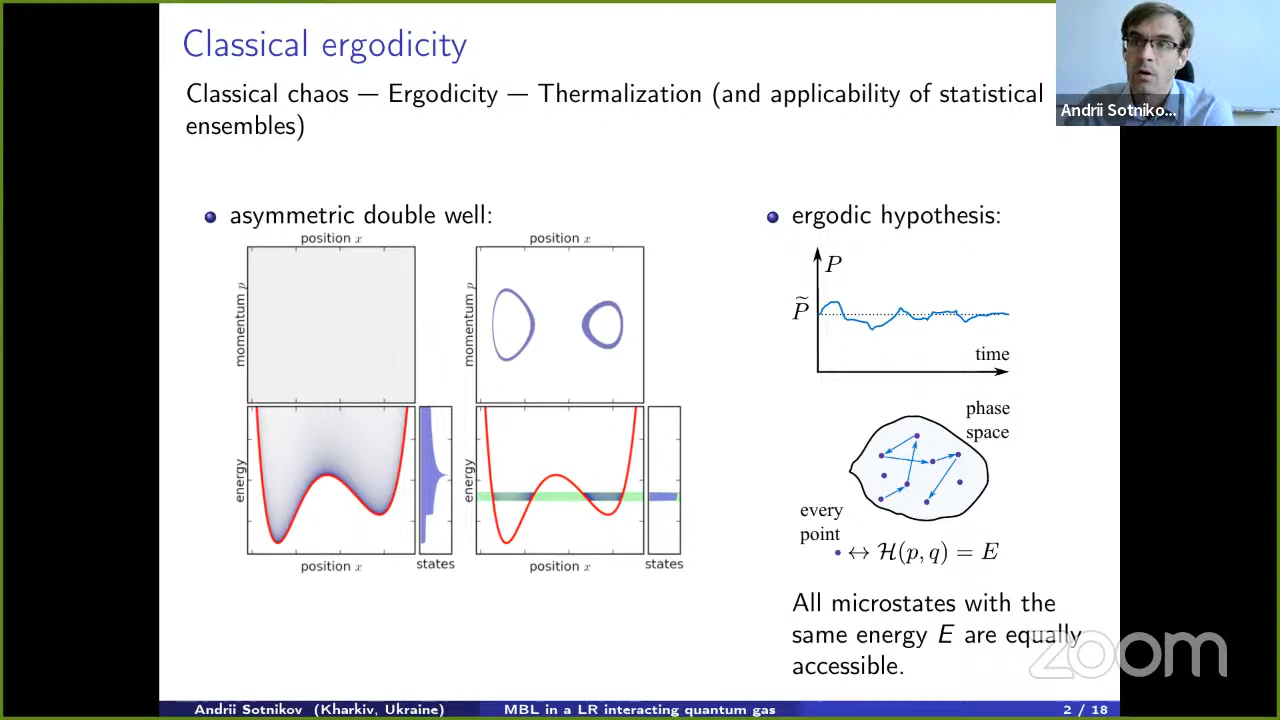 Classical ergodicity
Classical chaos — Ergodicity — Thermalization (and applicability of statistical
ensembles)
Andrii Sotniko...
asymmetric double well:
position x
position x
momentum p
momentum p
energy
energy
position x
states
position x
states
ergodic hypothesis:
P
P̃
time
phase
space
every
point
↔ ℋ(p, q) = E
All microstates with the
same energy E are equally
accessible.
zoom
Andrii Sotnikov (Kharkiv, Ukraine)
MBL in a LR interacting quantum gas
2 / 18